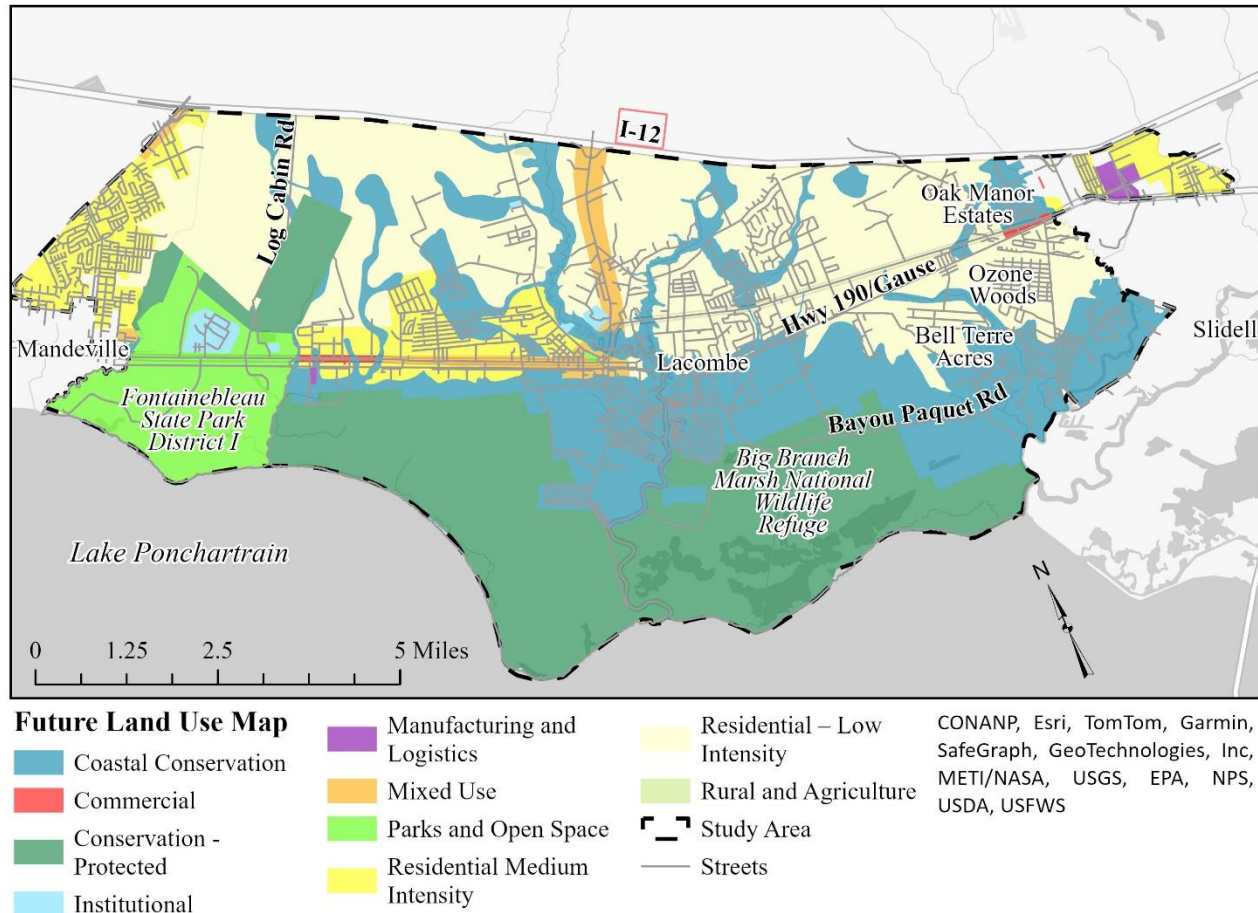 I-12
Log Cabin Rd
Oak Manor
Estates
Hwy 190/Gause
Ozone
Woods
Mandeville
Lacombe
Bell Terre
Acres
Slidell
Fontainebleau
State Park
District I
Bayou Paquet Rd
Big Branch
Marsh National
Wildlife
Refuge
Lake Ponchartrain
N
0 1.25 2.5 5 Miles
Future Land Use Map
Coastal Conservation
Commercial
Conservation -
Protected
Institutional
Manufacturing and
Logistics
Mixed Use
Parks and Open Space
Residential Medium
Intensity
Residential – Low
Intensity
Rural and Agriculture
Study Area
Streets
CONANP, Esri, TomTom, Garmin,
SafeGraph, GeoTechnologies, Inc,
METI/NASA, USGS, EPA, NPS,
USDA, USFWS